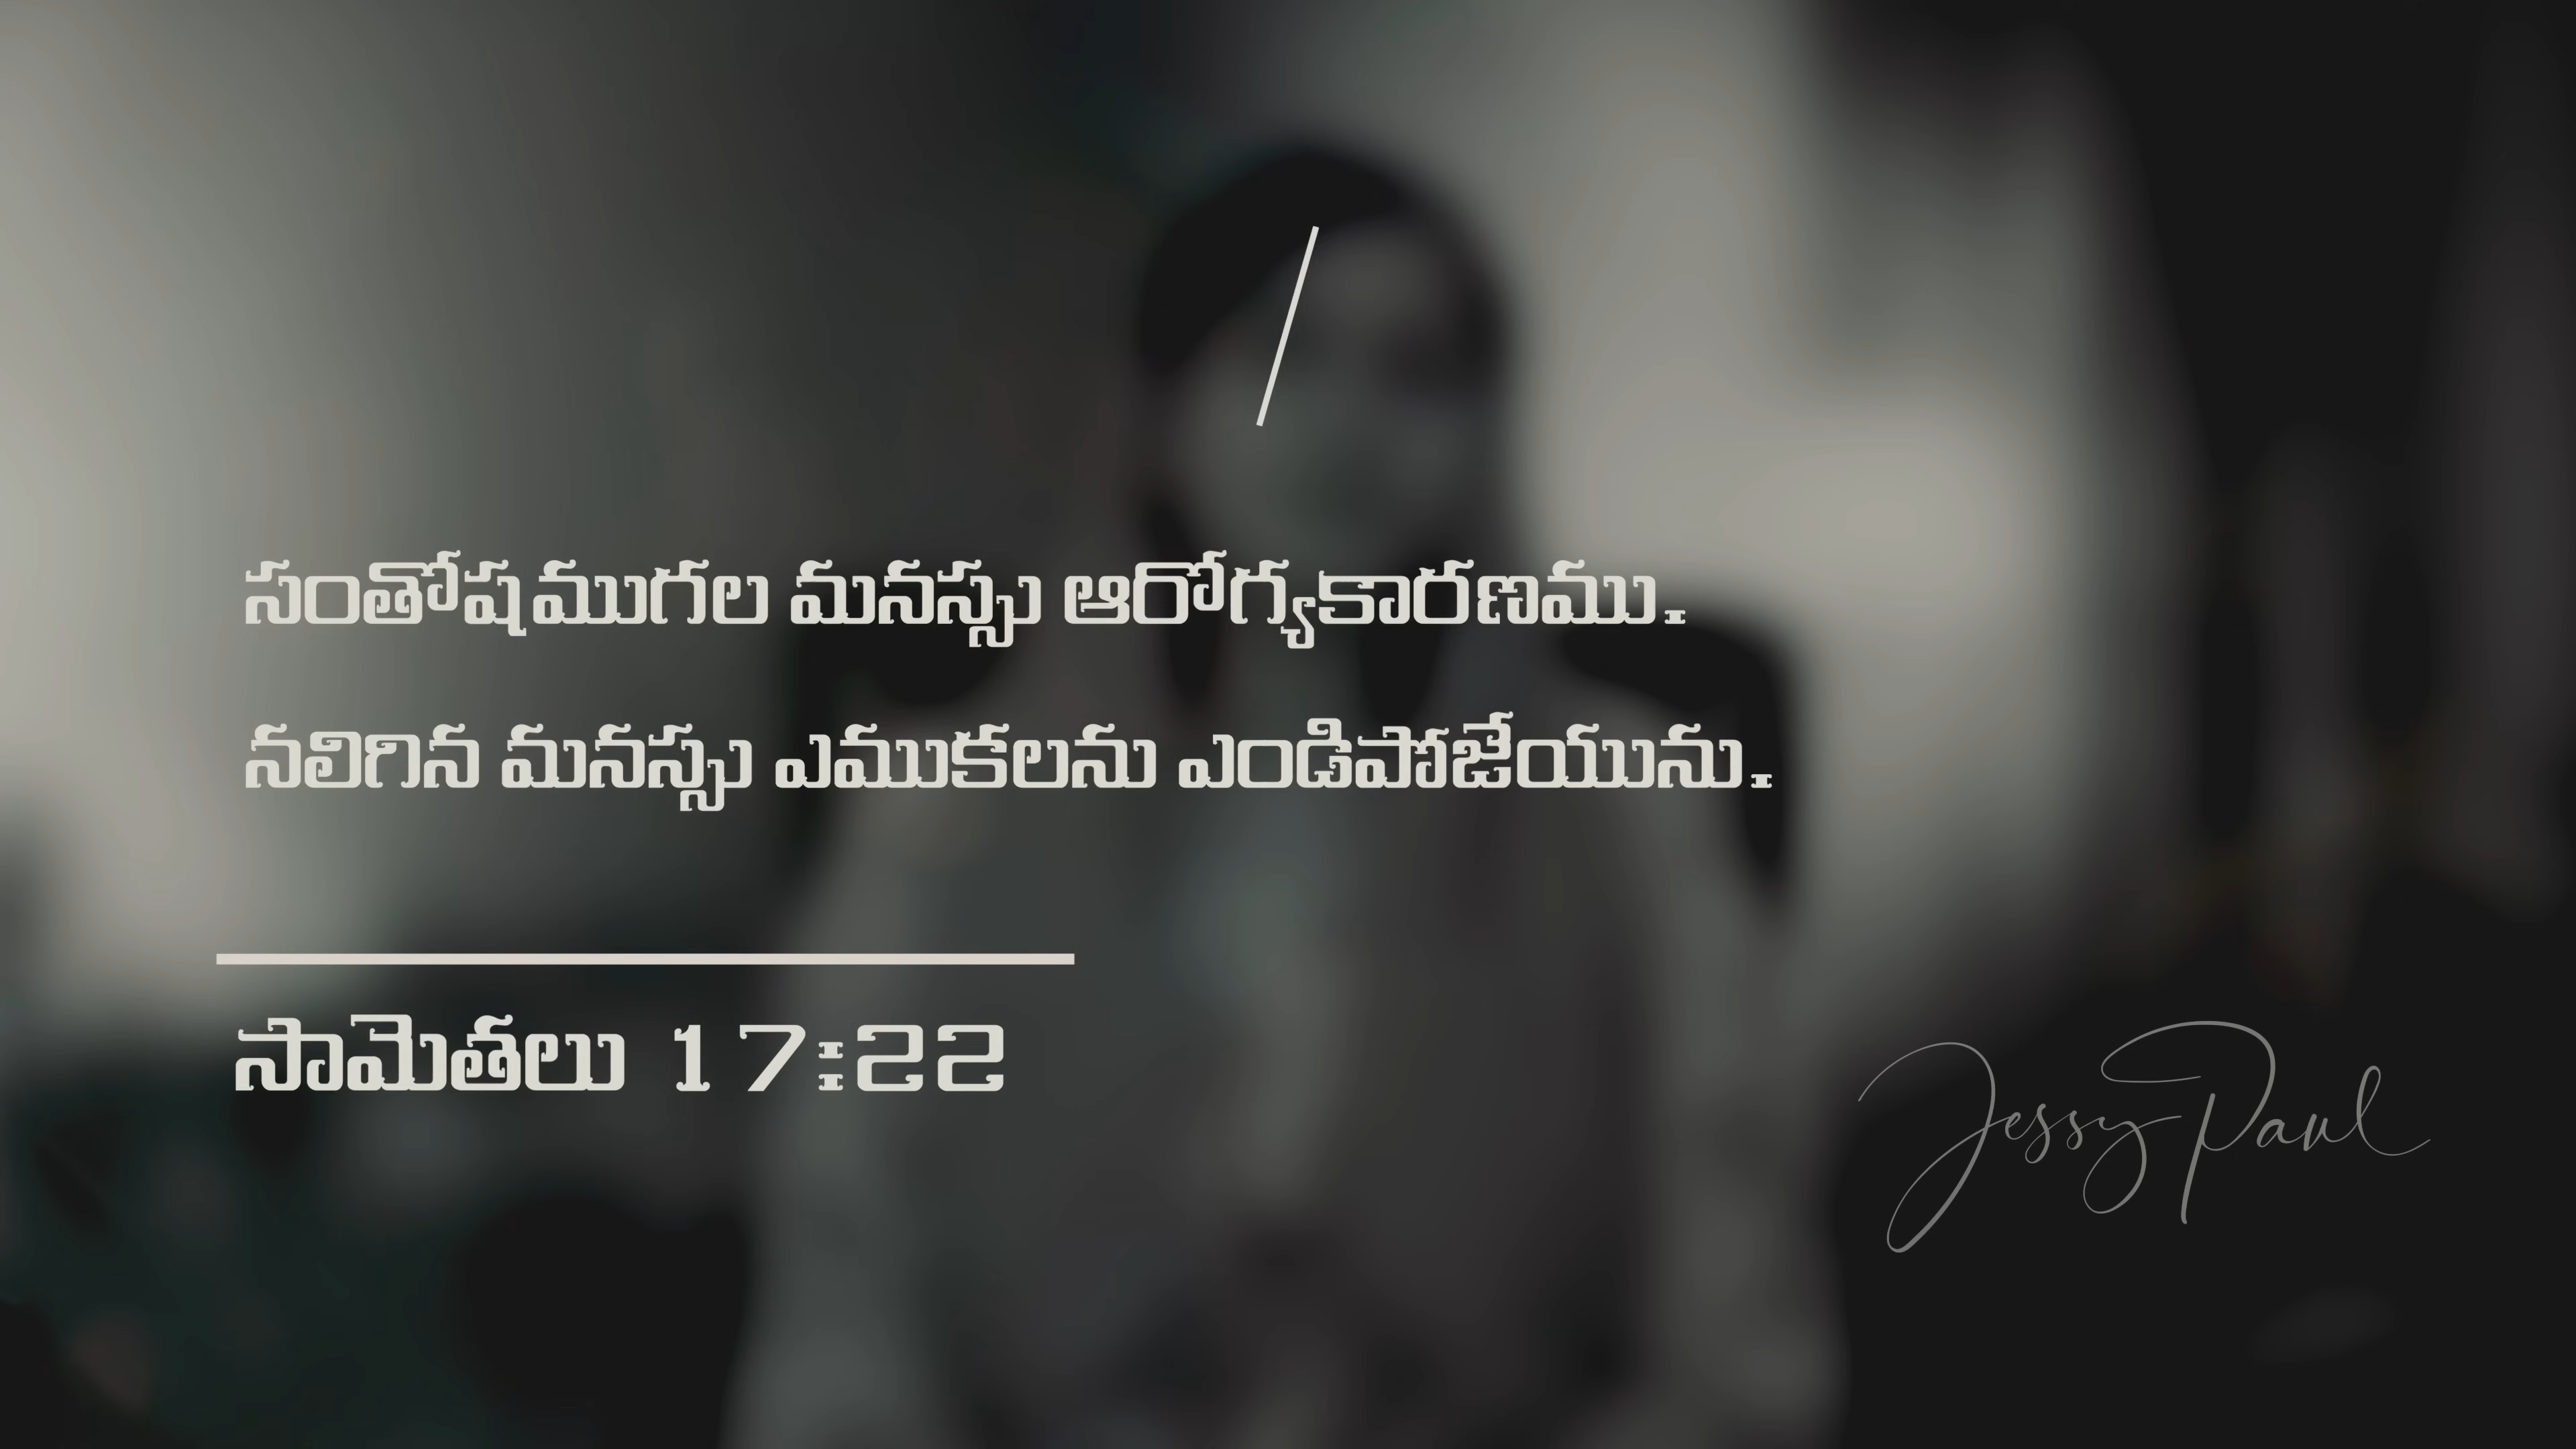 సంతోషముగల మనస్సు ఆరోగ్యకారణము.
నలిగిన మనస్సు ఎముకలను ఎండిపోజేయును.
సామెతలు 17:22
Jessy Paul